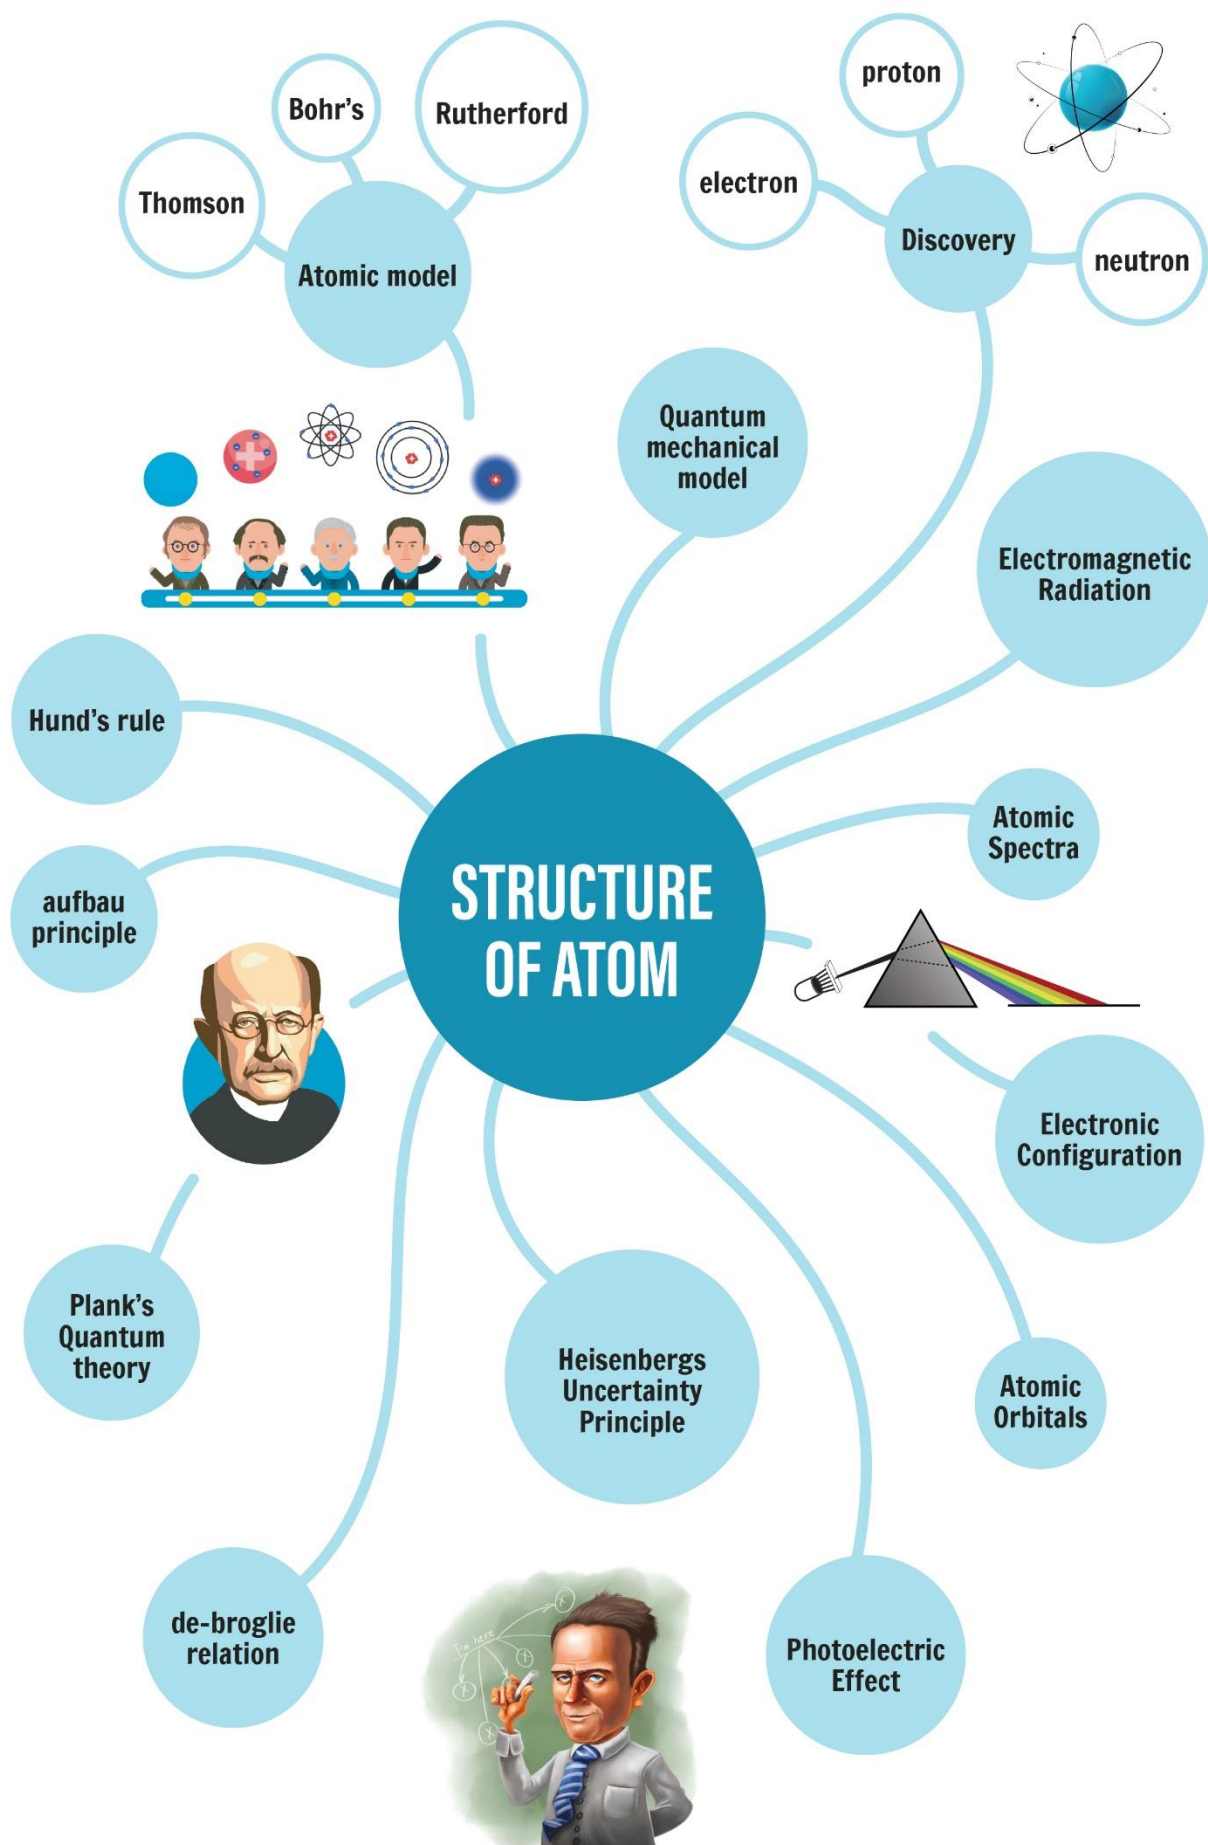 Bohr's
Rutherford
Thomson
Atomic model
proton
electron
Discovery
neutron
Quantum
mechanical
model
Electromagnetic
Radiation
Hund's rule
Atomic
Spectra
aufbau
principle
STRUCTURE
OF ATOM
Electronic
Configuration
Plank's
Quantum
theory
Heisenbergs
Uncertainty
Principle
Atomic
Orbitals
de-broglie
relation
I'm here
X
X
X
X
Photoelectric
Effect